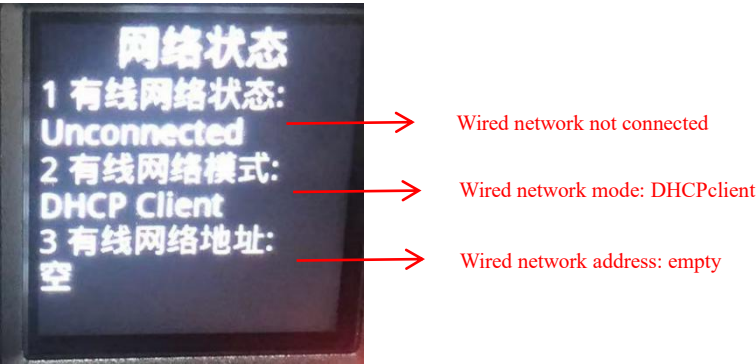 网络状态
1 有线网络状态:
Unconnected
Wired network not connected
2 有线网络模式:
DHCP Client
Wired network mode: DHCPclient
3 有线网络地址:
空
Wired network address: empty